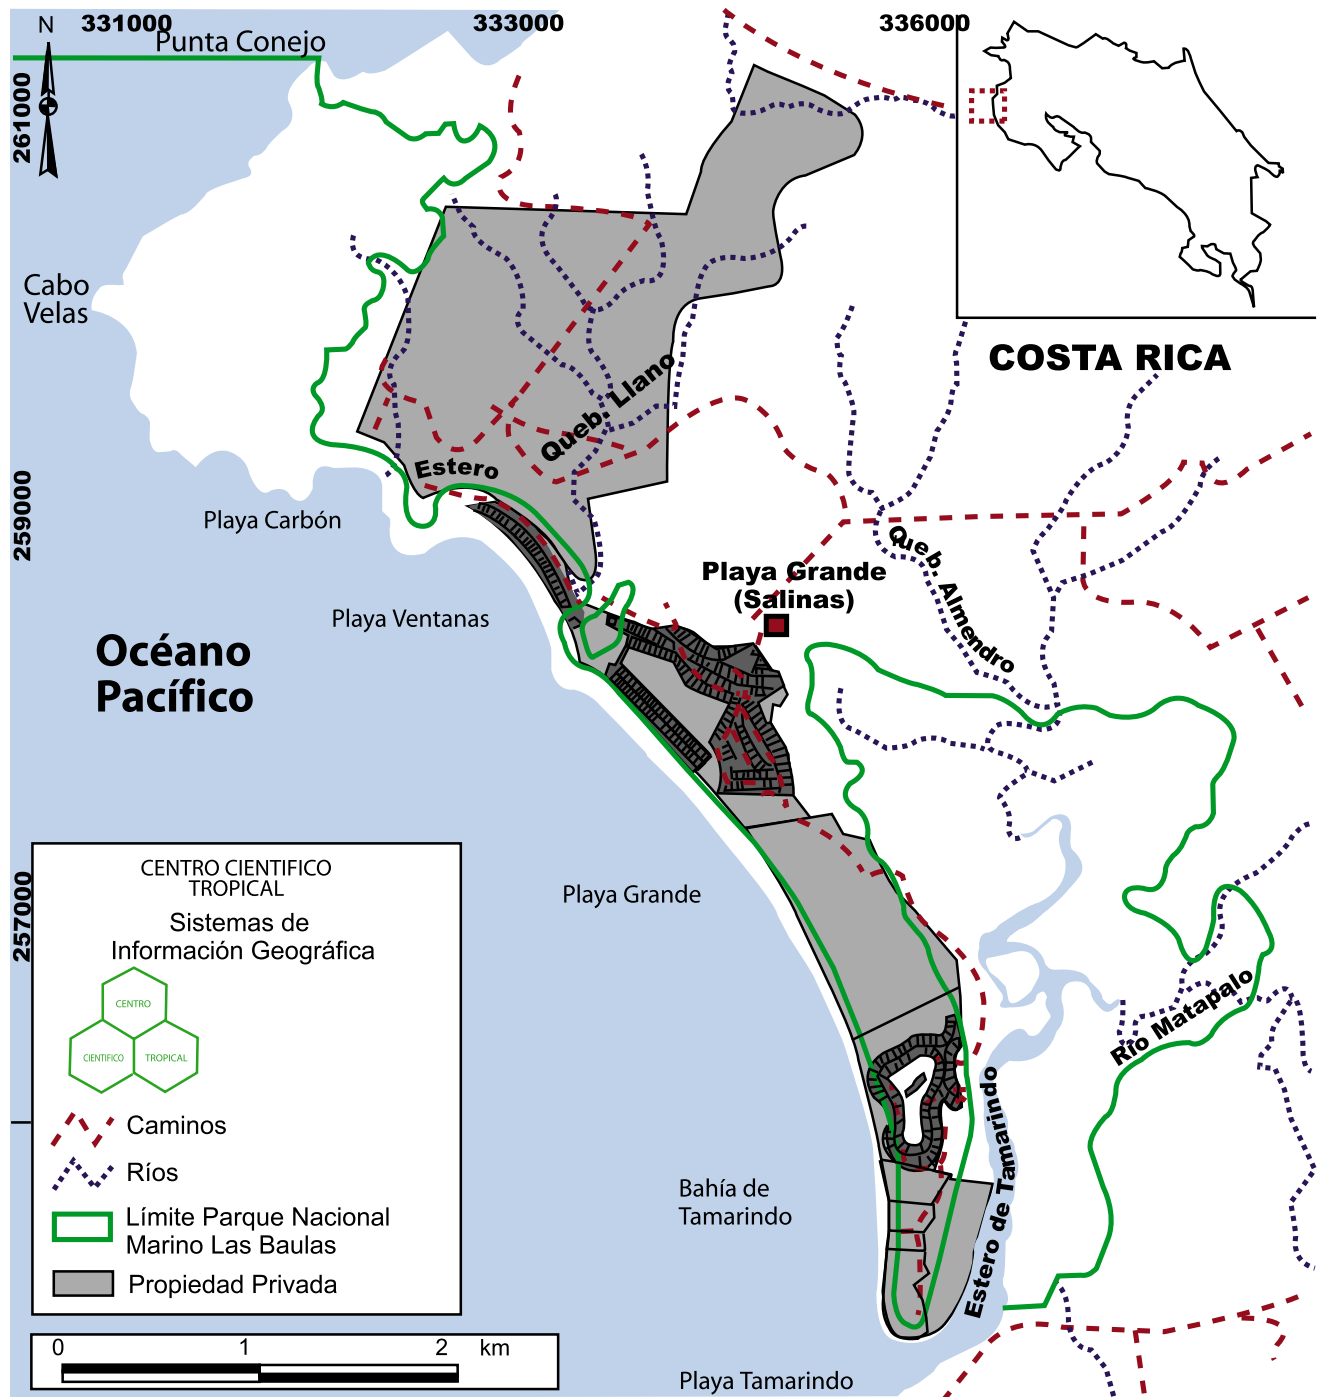 331000
333000
336000
N
Punta Conejo
261000
Cabo
Velas
COSTA RICA
Queb. Llano
Estero
259000
Playa Carbón
Queb. Almendro
Playa Grande
(Salinas)
Playa Ventanas
Océano
Pacífico
257000
Playa Grande
CENTRO CIENTIFICO
TROPICAL
Sistemas de
Información Geográfica
CENTRO
CIENTIFICO
TROPICAL
Río Matapalo
Estero de Tamarindo
Caminos
Ríos
Límite Parque Nacional
Marino Las Baulas
Propiedad Privada
Bahía de
Tamarindo
0 1 2 km
Playa Tamarindo